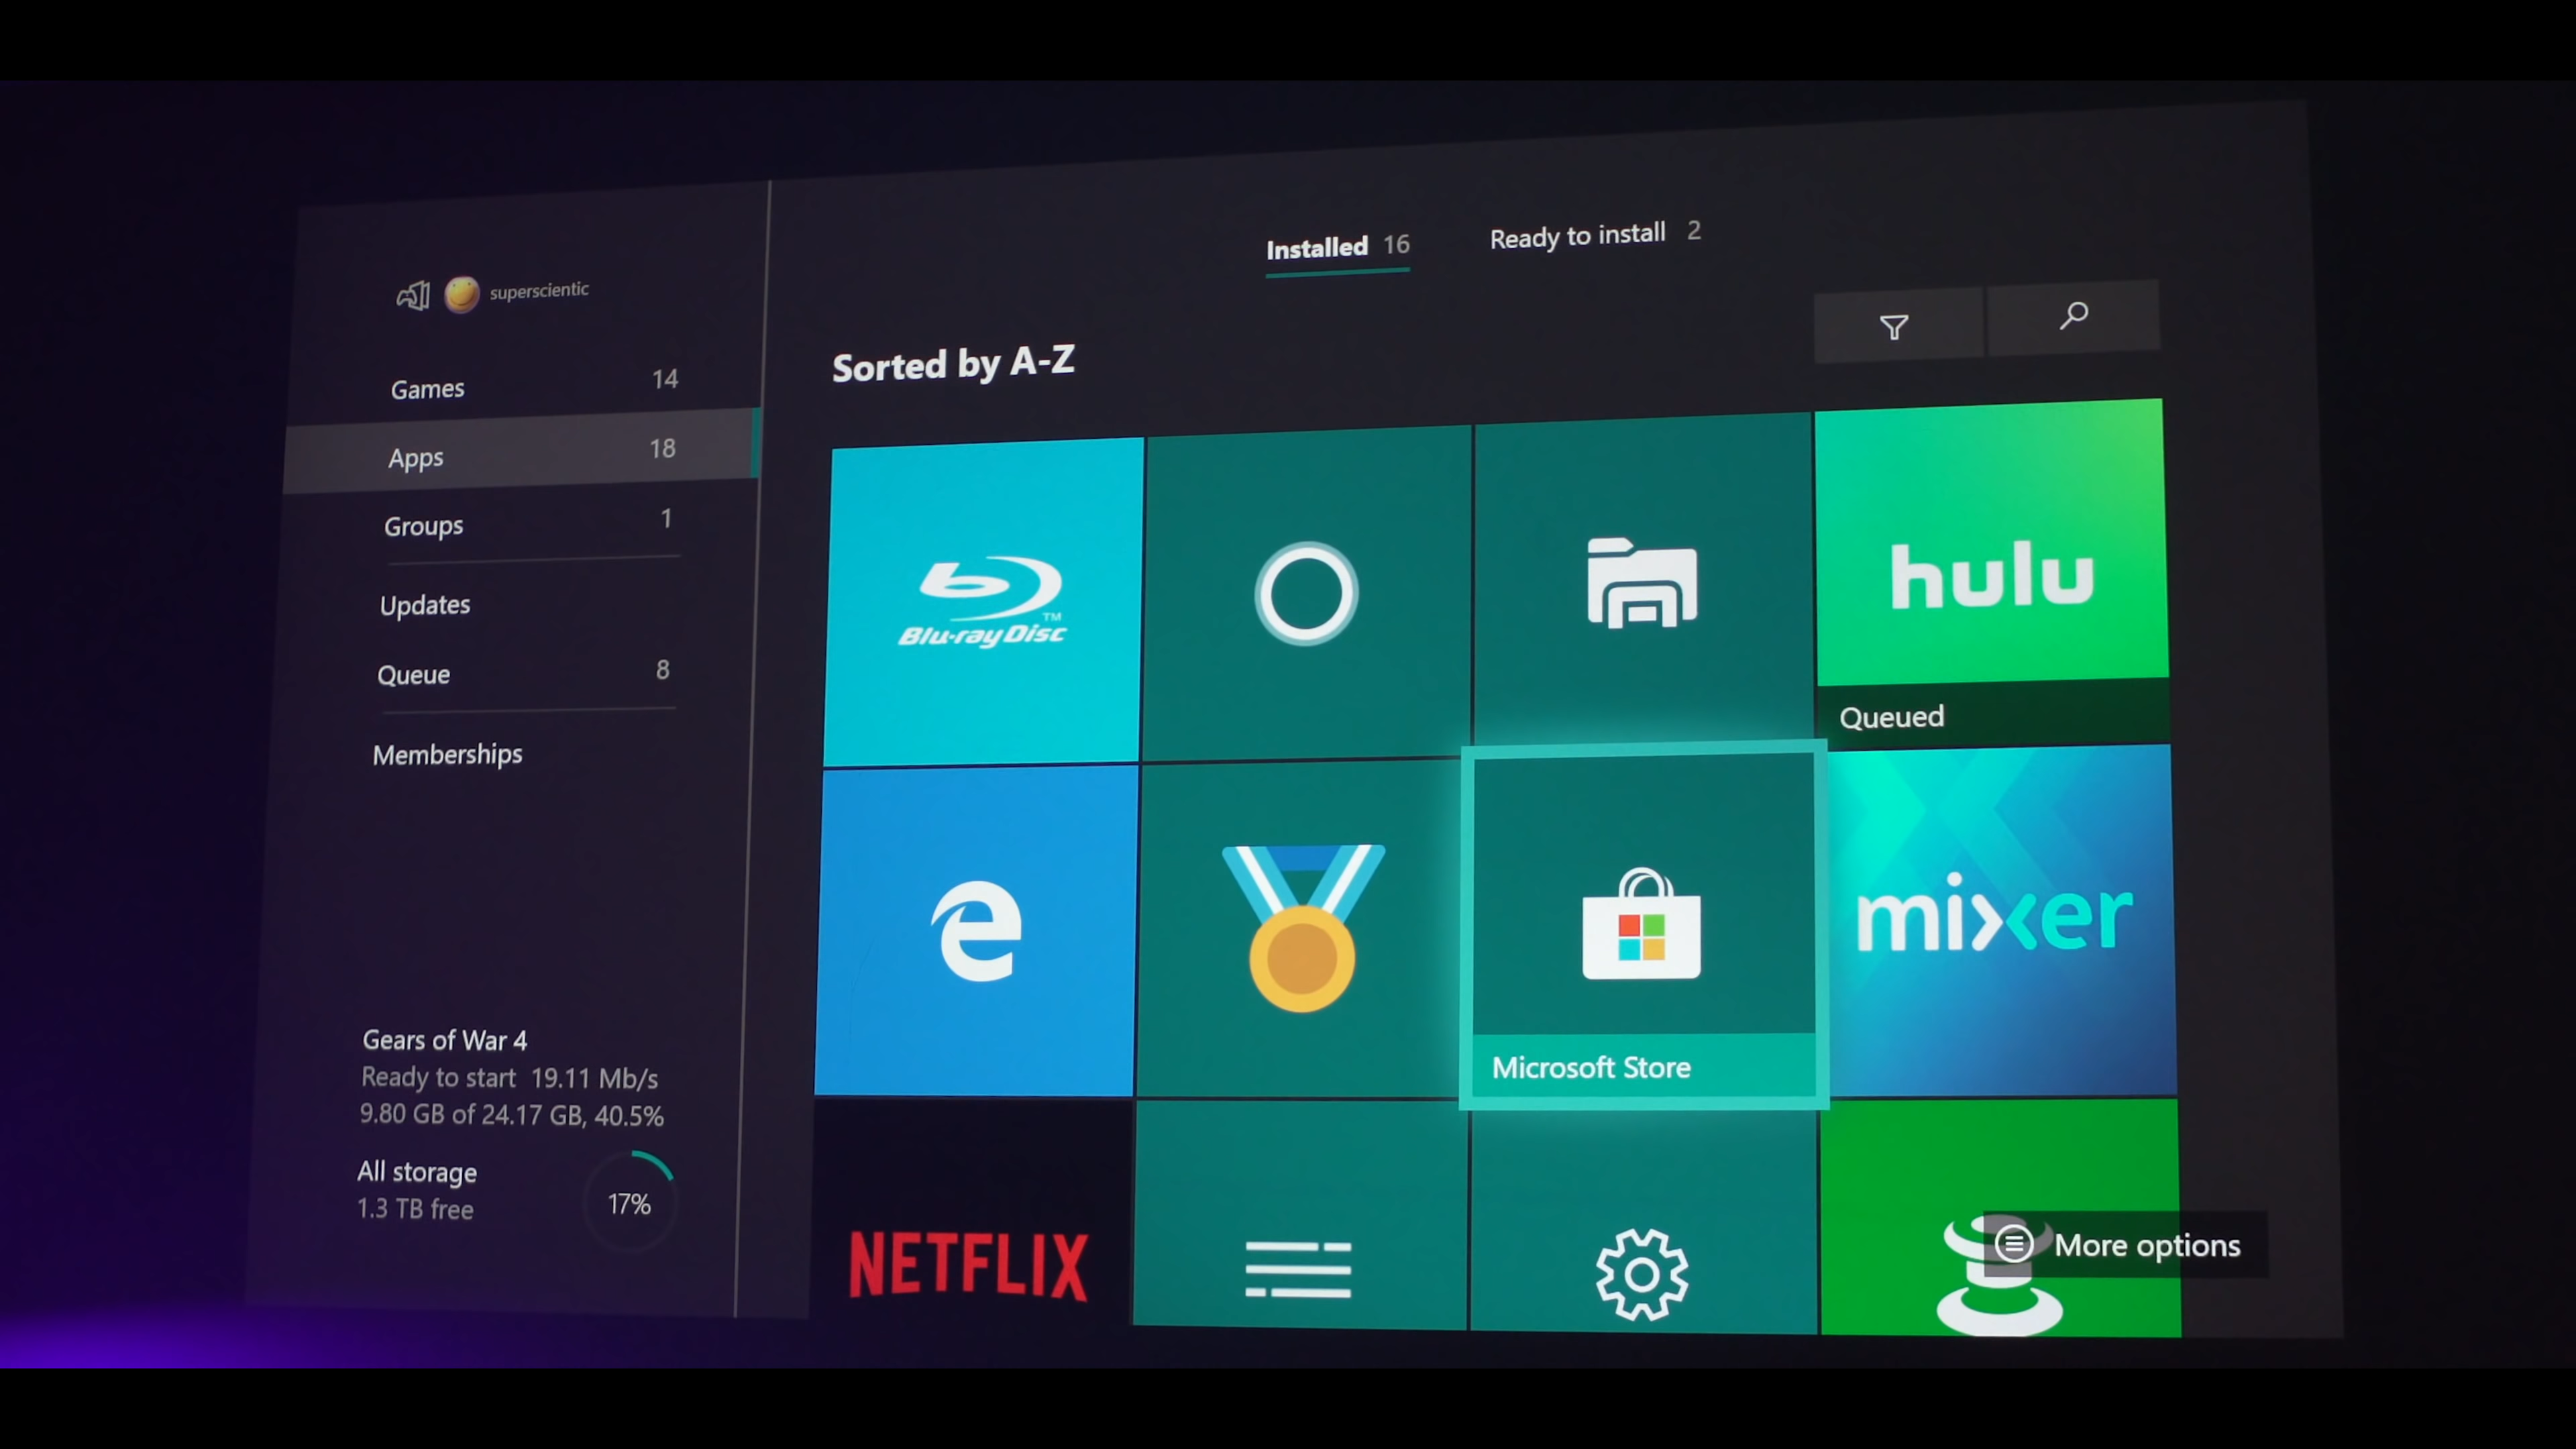 superscientic
Games 14
Apps 18
Groups 1
Updates
Queue 8
Memberships
Gears of War 4
Ready to start 19.11 Mb/s
9.80 GB of 24.17 GB, 40.5%
All storage
1.3 TB free
17%
Installed 16
Ready to install 2
Sorted by A-Z
Blu-ray Disc™
hulu
Queued
e
Microsoft Store
mixer
NETFLIX
More options